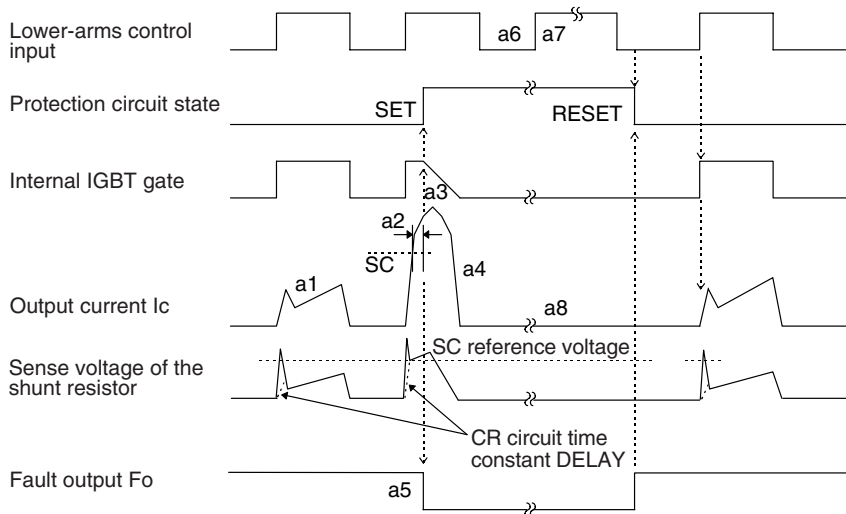 Lower-arms control
input
a6
a7
Protection circuit state
SET
RESET
Internal IGBT gate
a3
a2
SC
a4
Output current Ic
a1
a8
SC reference voltage
Sense voltage of the
shunt resistor
CR circuit time
constant DELAY
Fault output Fo
a5